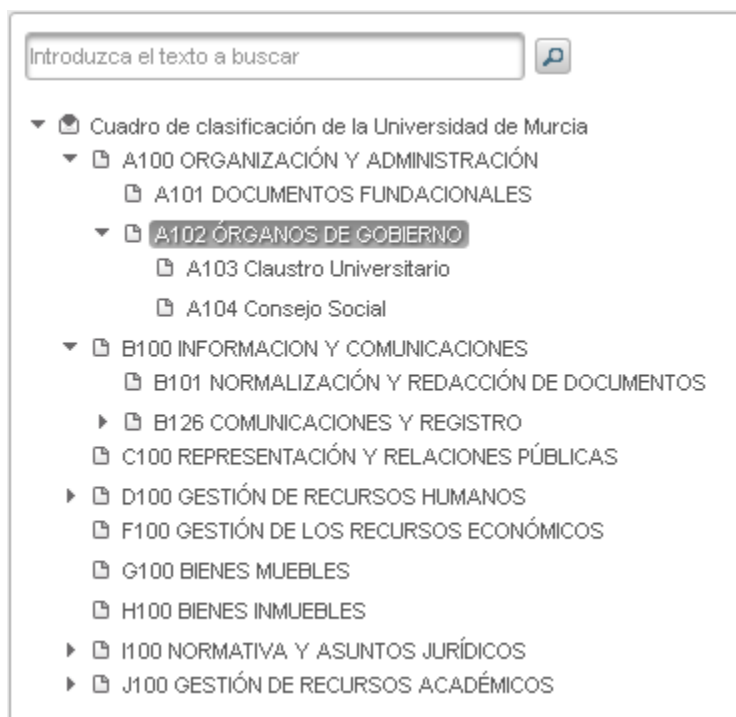 Introduzca el texto a buscar
Cuadro de clasificación de la Universidad de Murcia
A100 ORGANIZACIÓN Y ADMINISTRACIÓN
A101 DOCUMENTOS FUNDACIONALES
A102 ÓRGANOS DE GOBIERNO
A103 Claustro Universitario
A104 Consejo Social
B100 INFORMACION Y COMUNICACIONES
B101 NORMALIZACIÓN Y REDACCIÓN DE DOCUMENTOS
B126 COMUNICACIONES Y REGISTRO
C100 REPRESENTACIÓN Y RELACIONES PÚBLICAS
D100 GESTIÓN DE RECURSOS HUMANOS
F100 GESTIÓN DE LOS RECURSOS ECONÓMICOS
G100 BIENES MUEBLES
H100 BIENES INMUEBLES
I100 NORMATIVA Y ASUNTOS JURÍDICOS
J100 GESTIÓN DE RECURSOS ACADÉMICOS